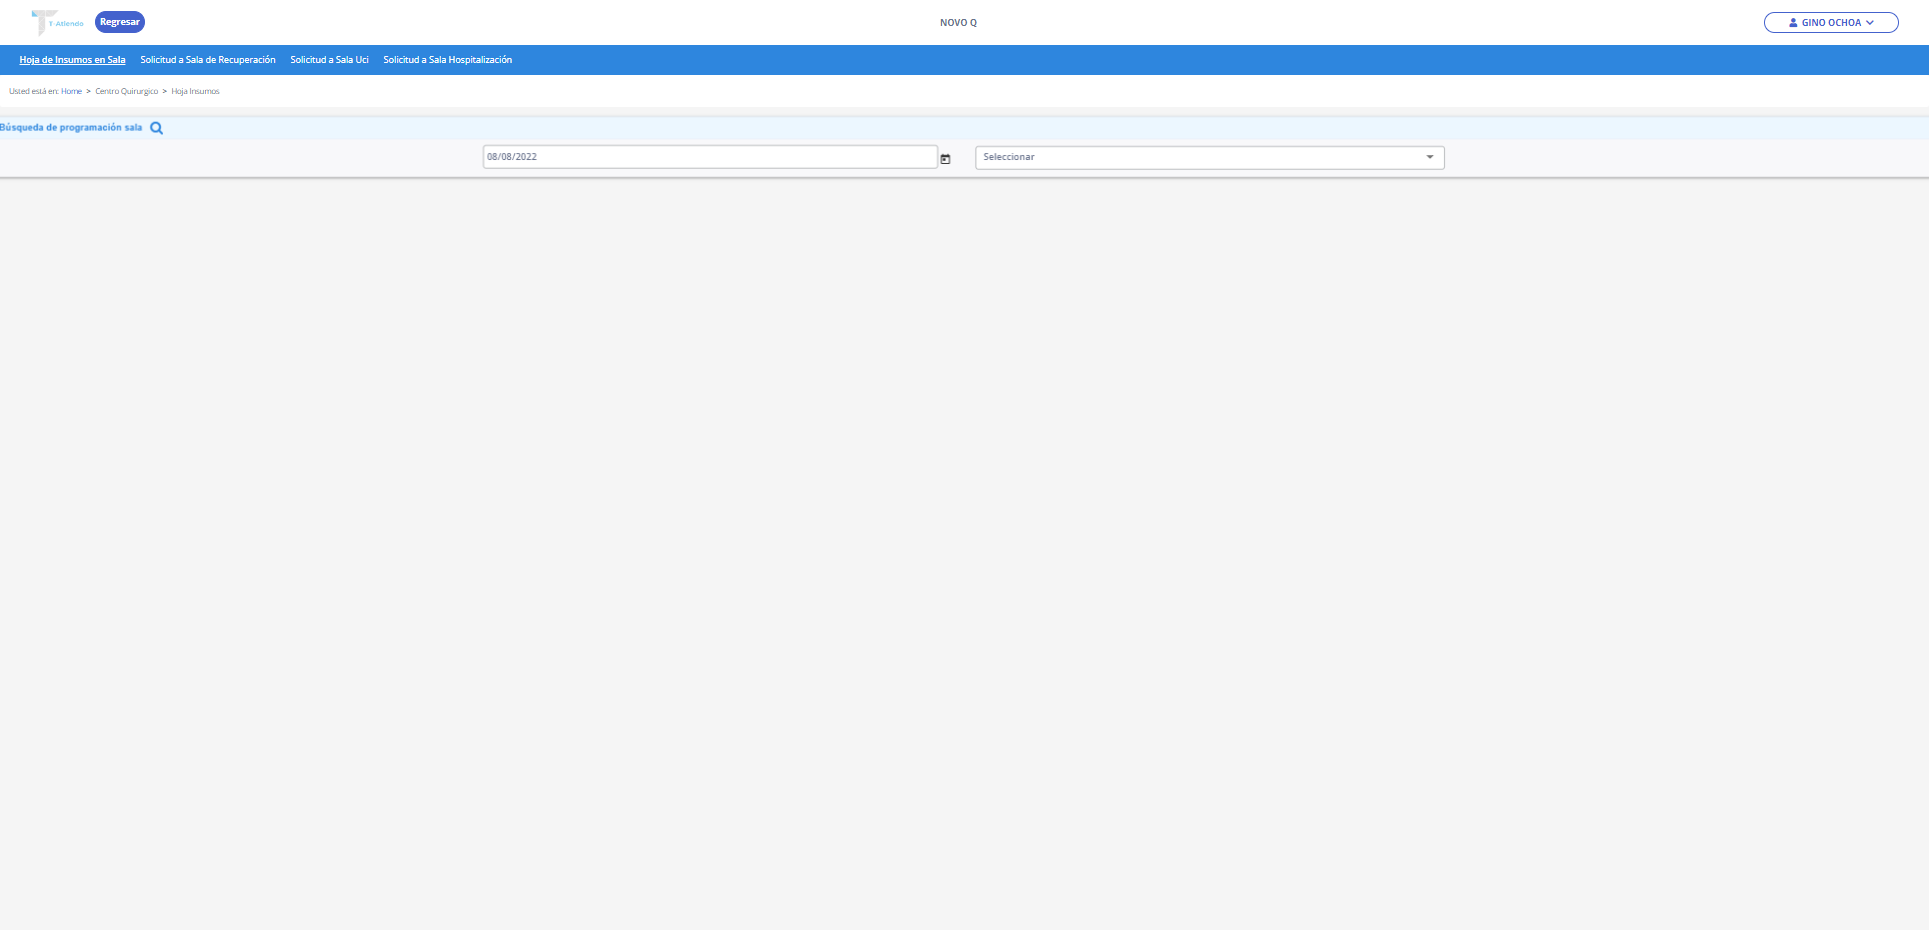 T-Atiendo Regresar NOVO Q GINO OCHOA
Hoja de Insumos en Sala Solicitud a Sala de Recuperación Solicitud a Sala Uci Solicitud a Sala Hospitalización
Usted está en: Home > Centro Quirurgico > Hoja Insumos
Búsqueda de programación sala
08/08/2022 Seleccionar